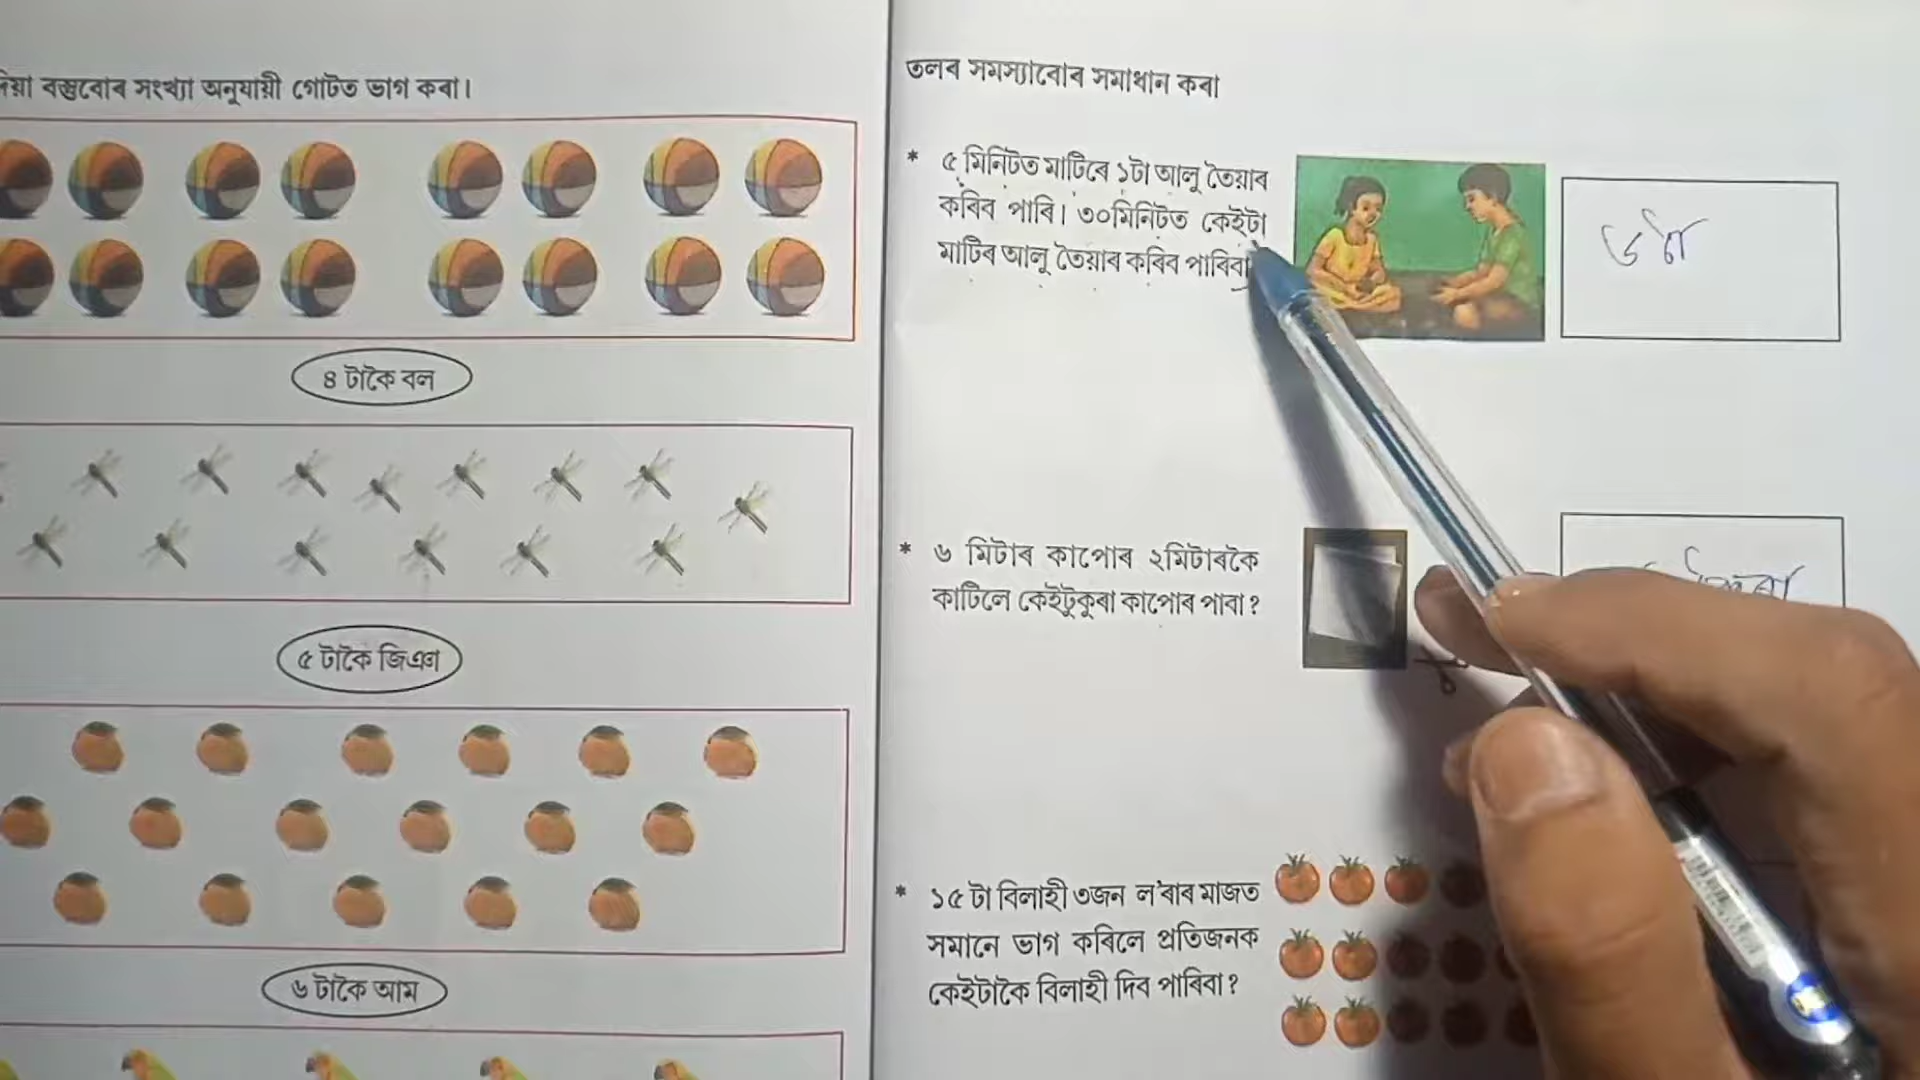 দিয়া বস্তুবোৰ সংখ্যা অনুযায়ী গোটত ভাগ কৰা।
৪ টাকৈ বল
৫ টাকৈ জিঞা
৬ টাকৈ আম
তলৰ সমস্যাবোৰ সমাধান কৰা
* ৫ মিনিটত মাটিৰে ১টা আলু তৈয়াৰ
কৰিব পাৰি। ৩০মিনিটত কেইটা
মাটিৰ আলু তৈয়াৰ কৰিব পাৰিবা
৬ টা
* ৬ মিটাৰ কাপোৰ ২মিটাৰকৈ
কাটিলে কেইটুকুৰা কাপোৰ পাবা?
* ১৫ টা বিলাহী ৩জন ল'ৰাৰ মাজত
সমানে ভাগ কৰিলে প্ৰতিজনক
কেইটাকৈ বিলাহী দিব পাৰিবা?